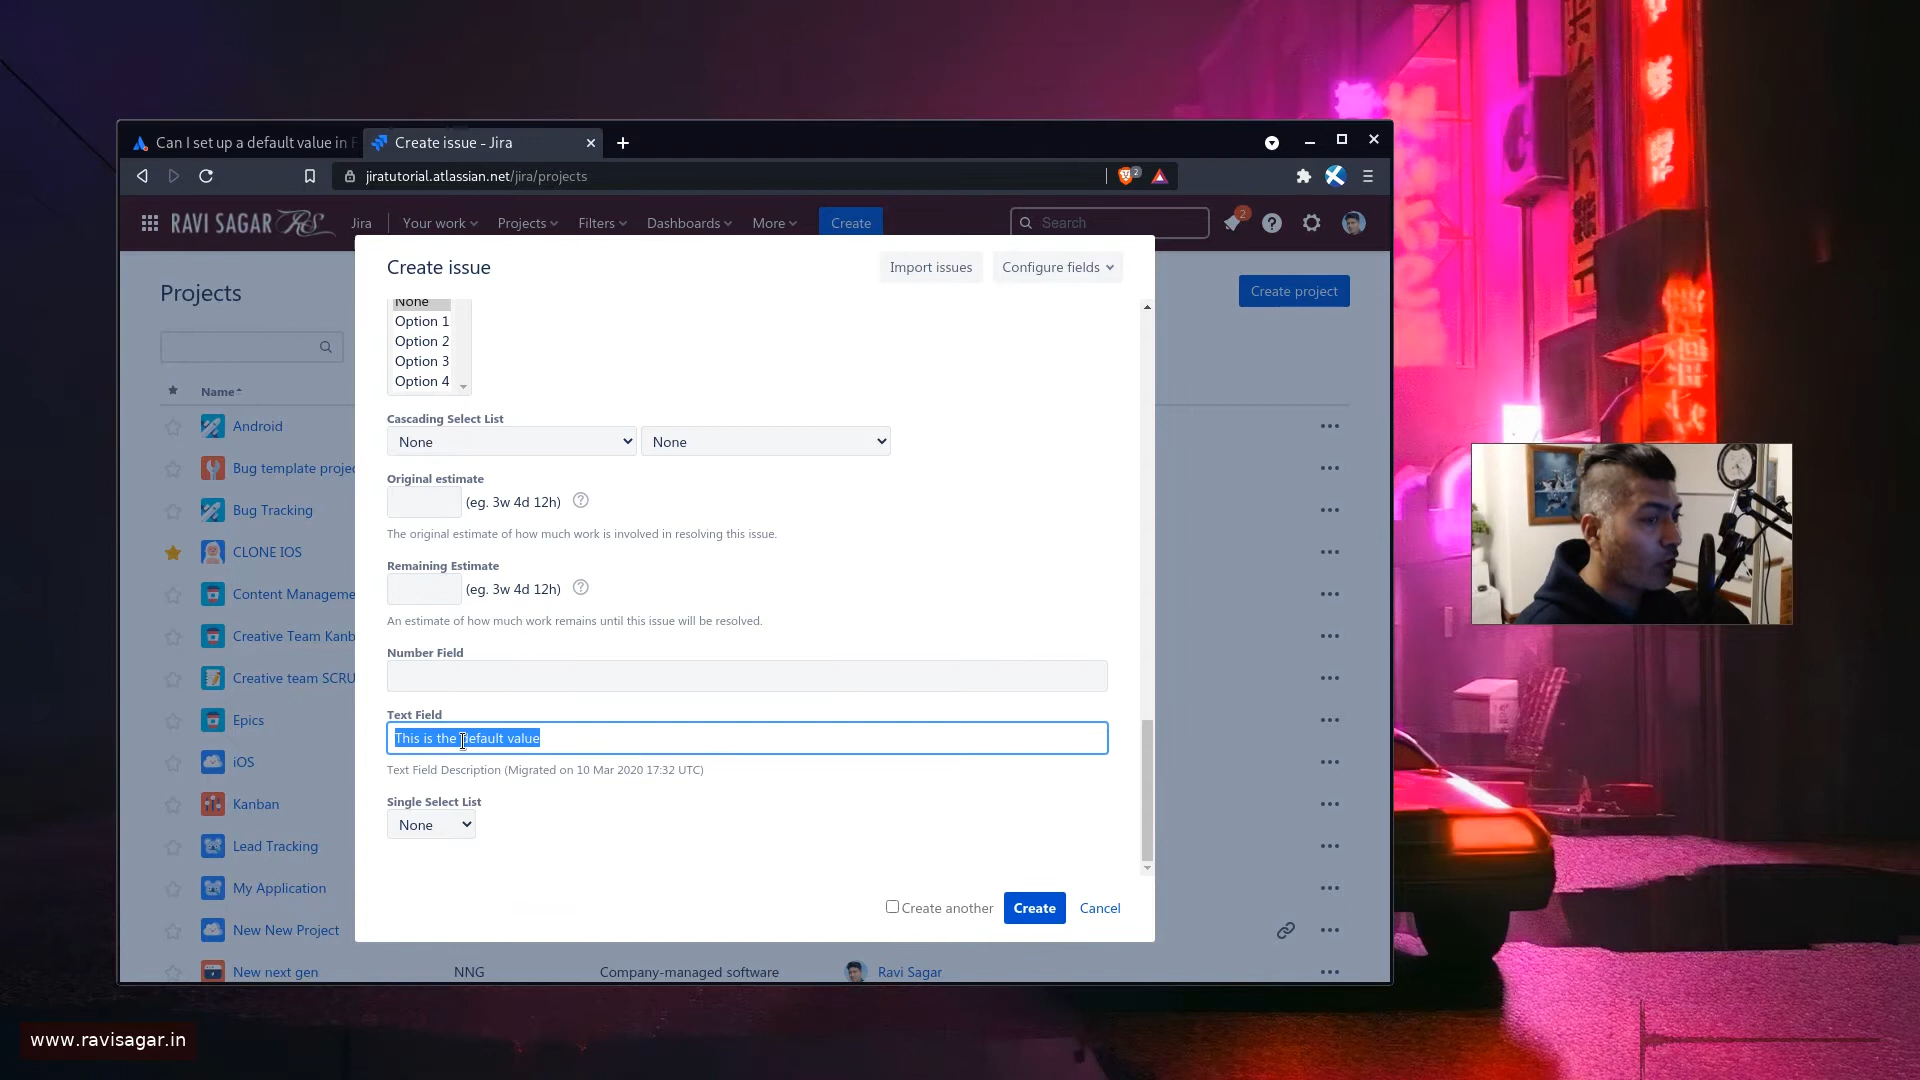 Can I set up a default value in
Create issue - Jira
jiratutorial.atlassian.net/jira/projects
2
RAVI SAGAR RS
Jira
Your work
Projects
Filters
Dashboards
More
Create
Search
2
Projects
Create project
Name
Android
Bug template projec
Bug Tracking
CLONE IOS
Content Manageme
Creative Team Kanb
Creative team SCRU
Epics
iOS
Kanban
Lead Tracking
My Application
New New Project
New next gen
NNG
Company-managed software
Ravi Sagar
Create issue
Import issues
Configure fields
None
Option 1
Option 2
Option 3
Option 4
Cascading Select List
None
None
Original estimate
(eg. 3w 4d 12h)
The original estimate of how much work is involved in resolving this issue.
Remaining Estimate
(eg. 3w 4d 12h)
An estimate of how much work remains until this issue will be resolved.
Number Field
Text Field
This is the default value
Text Field Description (Migrated on 10 Mar 2020 17:32 UTC)
Single Select List
None
Create another
Create
Cancel
www.ravisagar.in